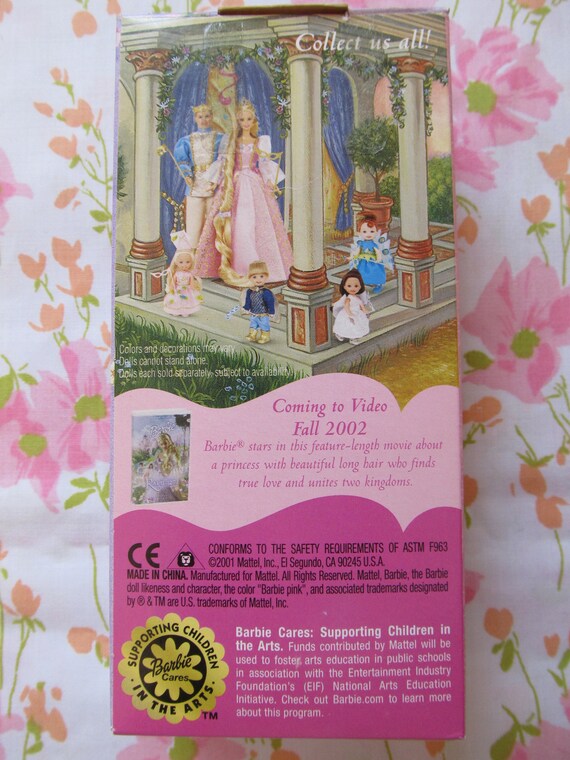 Collect us all!
Colors and decorations may vary.
Dolls cannot stand alone.
Dolls each sold separately, subject to availability.
Coming to Video
Fall 2002
Barbie® stars in this feature-length movie about
a princess with beautiful long hair who finds
true love and unites two kingdoms.
CE
CONFORMS TO THE SAFETY REQUIREMENTS OF ASTM F963
©2001 Mattel, Inc., El Segundo, CA 90245 U.S.A.
MADE IN CHINA. Manufactured for Mattel. All Rights Reserved. Mattel, Barbie, the Barbie
doll likeness and character, the color "Barbie pink", and associated trademarks designated
by ® & TM are U.S. trademarks of Mattel, Inc.
SUPPORTING CHILDREN
Barbie
Cares
IN THE ARTS
TM
Barbie Cares: Supporting Children in
the Arts. Funds contributed by Mattel will be
used to foster arts education in public schools
in association with the Entertainment Industry
Foundation's (EIF) National Arts Education
Initiative. Check out Barbie.com to learn more
about this program.